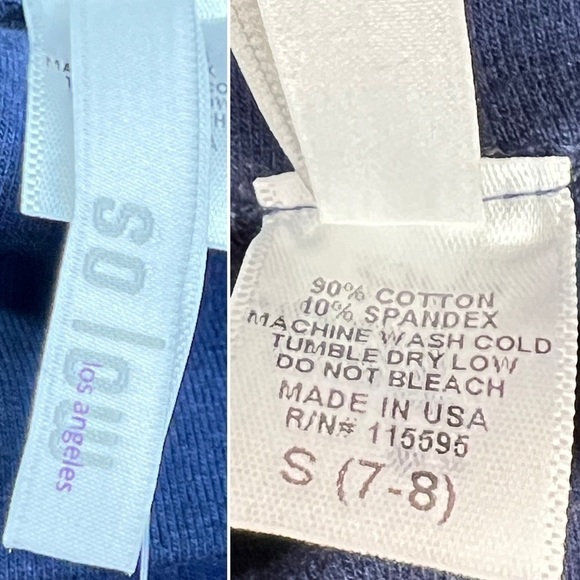 so low
los angeles
90% COTTON
10% SPANDEX
MACHINE WASH COLD
TUMBLE DRY LOW
DO NOT BLEACH
MADE IN USA
R/N# 115595
S (7-8)